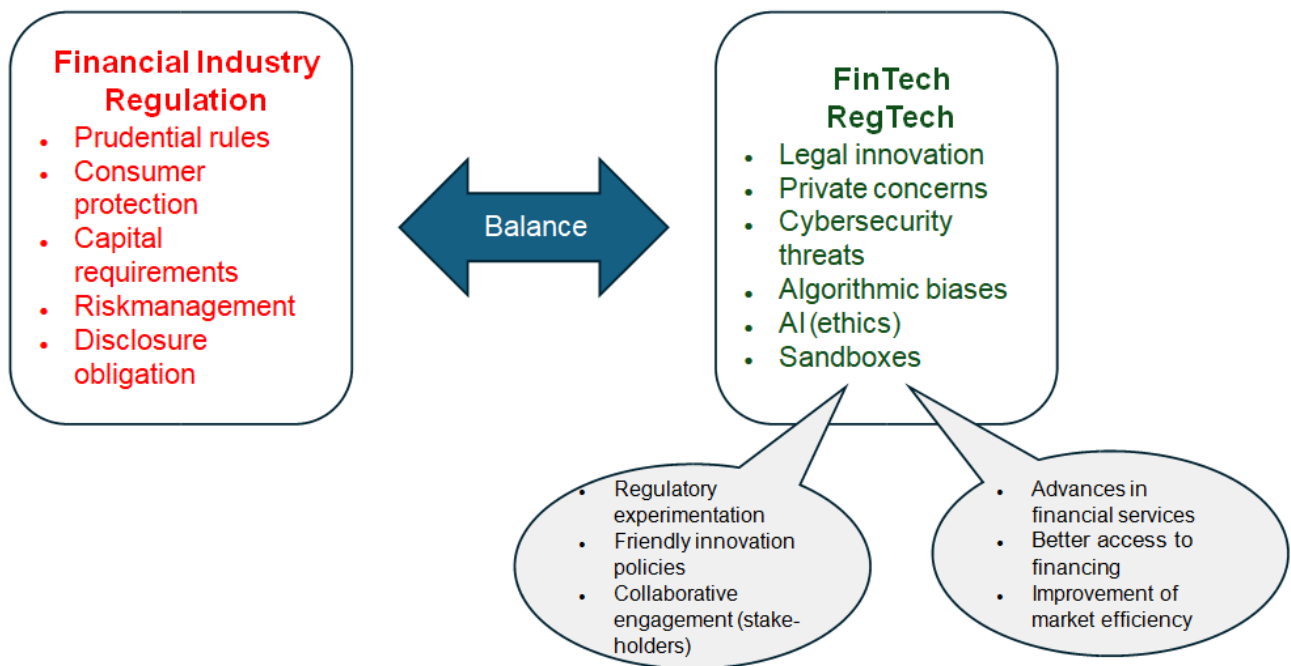 Financial Industry
Regulation
• Prudential rules
• Consumer
protection
• Capital
requirements
• Riskmanagement
• Disclosure
obligation
Balance
FinTech
RegTech
• Legal innovation
• Private concerns
• Cybersecurity
threats
• Algorithmic biases
• AI (ethics)
• Sandboxes
• Regulatory
experimentation
• Friendly innovation
policies
• Collaborative
engagement (stake-
holders)
• Advances in
financial services
• Better access to
financing
• Improvement of
market efficiency